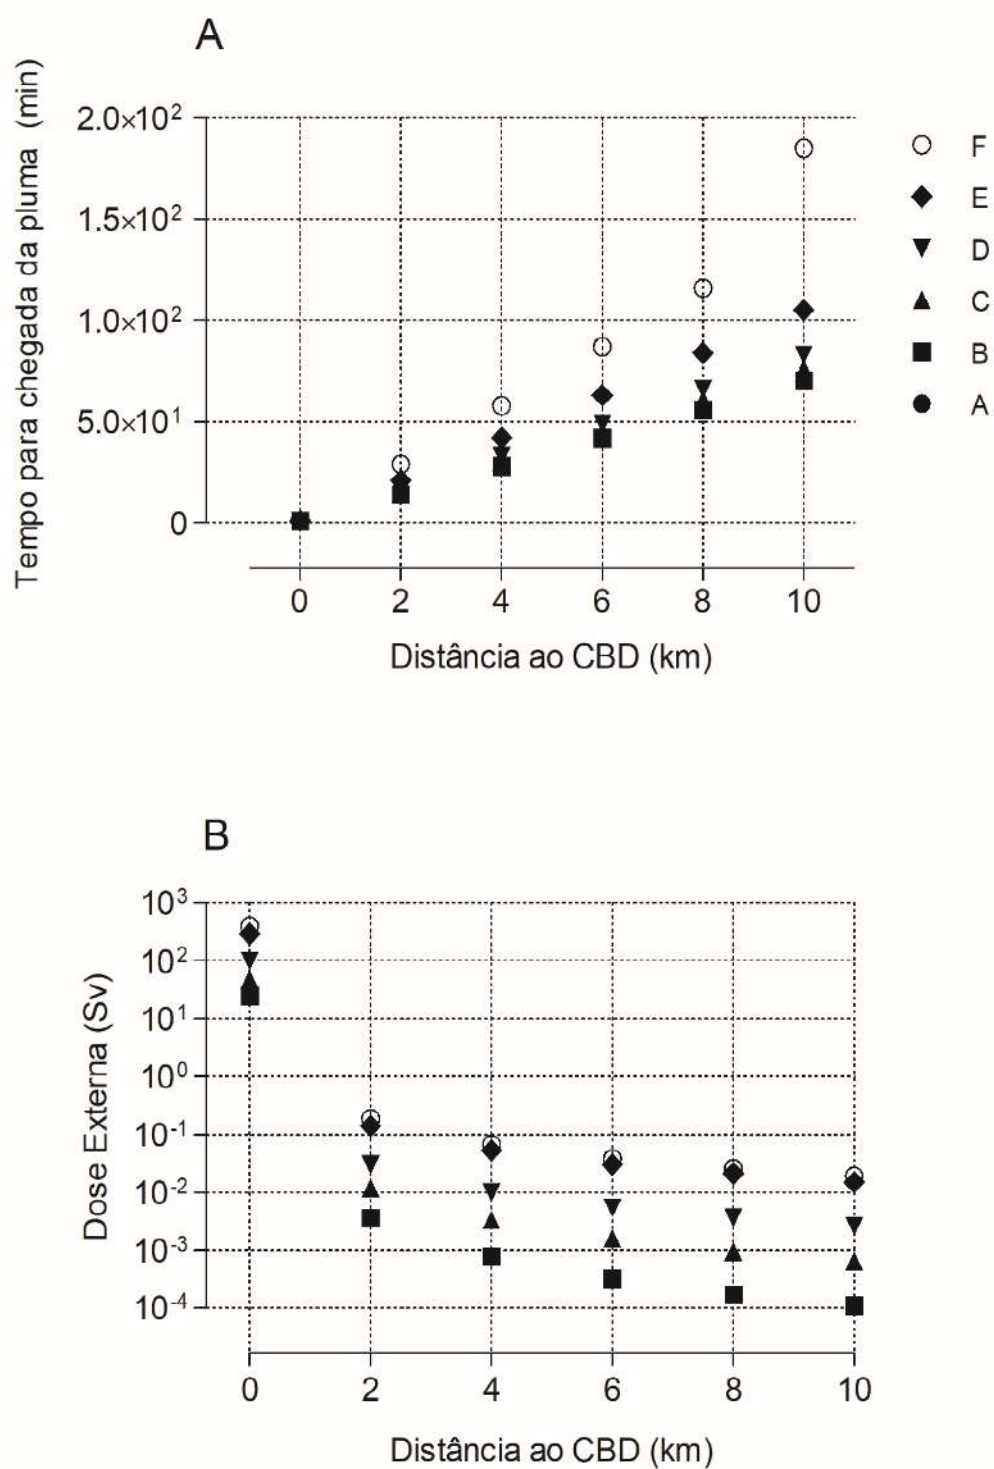 A
Tempo para chegada da pluma (min)
2.0×10²
1.5×10²
1.0×10²
5.0×10¹
0
0 2 4 6 8 10
Distância ao CBD (km)
F
E
D
C
B
A
B
Dose Externa (Sv)
10³
10²
10¹
10⁰
10⁻¹
10⁻²
10⁻³
10⁻⁴
0 2 4 6 8 10
Distância ao CBD (km)